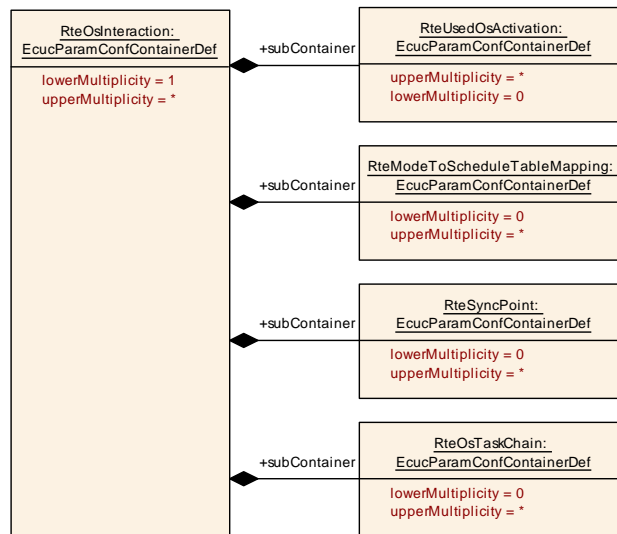 RteOsInteraction:
EcucParamConfContainerDef
lowerMultiplicity = 1
upperMultiplicity = *
+subContainer
RteUsedOsActivation:
EcucParamConfContainerDef
upperMultiplicity = *
lowerMultiplicity = 0
+subContainer
RteModeToScheduleTableMapping:
EcucParamConfContainerDef
lowerMultiplicity = 0
upperMultiplicity = *
+subContainer
RteSyncPoint:
EcucParamConfContainerDef
lowerMultiplicity = 0
upperMultiplicity = *
+subContainer
RteOsTaskChain:
EcucParamConfContainerDef
lowerMultiplicity = 0
upperMultiplicity = *